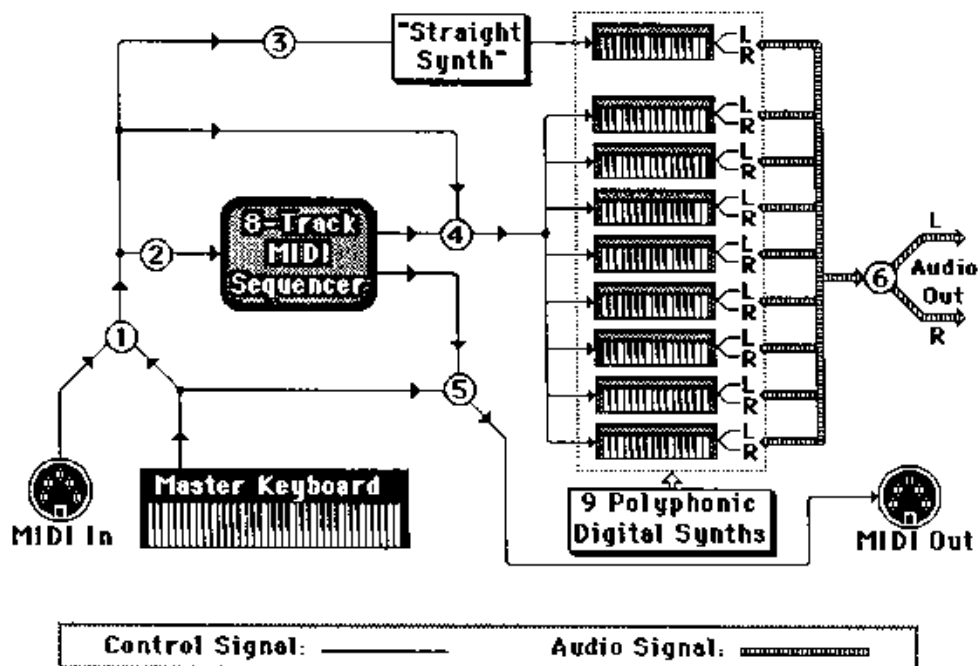 ③
"Straight
Synth"
L
R
L
R
L
R
L
R
L
R
L
R
L
R
L
R
L
R
②
8-Track
MIDI
Sequencer
④
①
⑤
⑥
L
Audio
Out
R
MIDI In
Master Keyboard
9 Polyphonic
Digital Synths
MIDI Out
Control Signal:
Audio Signal: